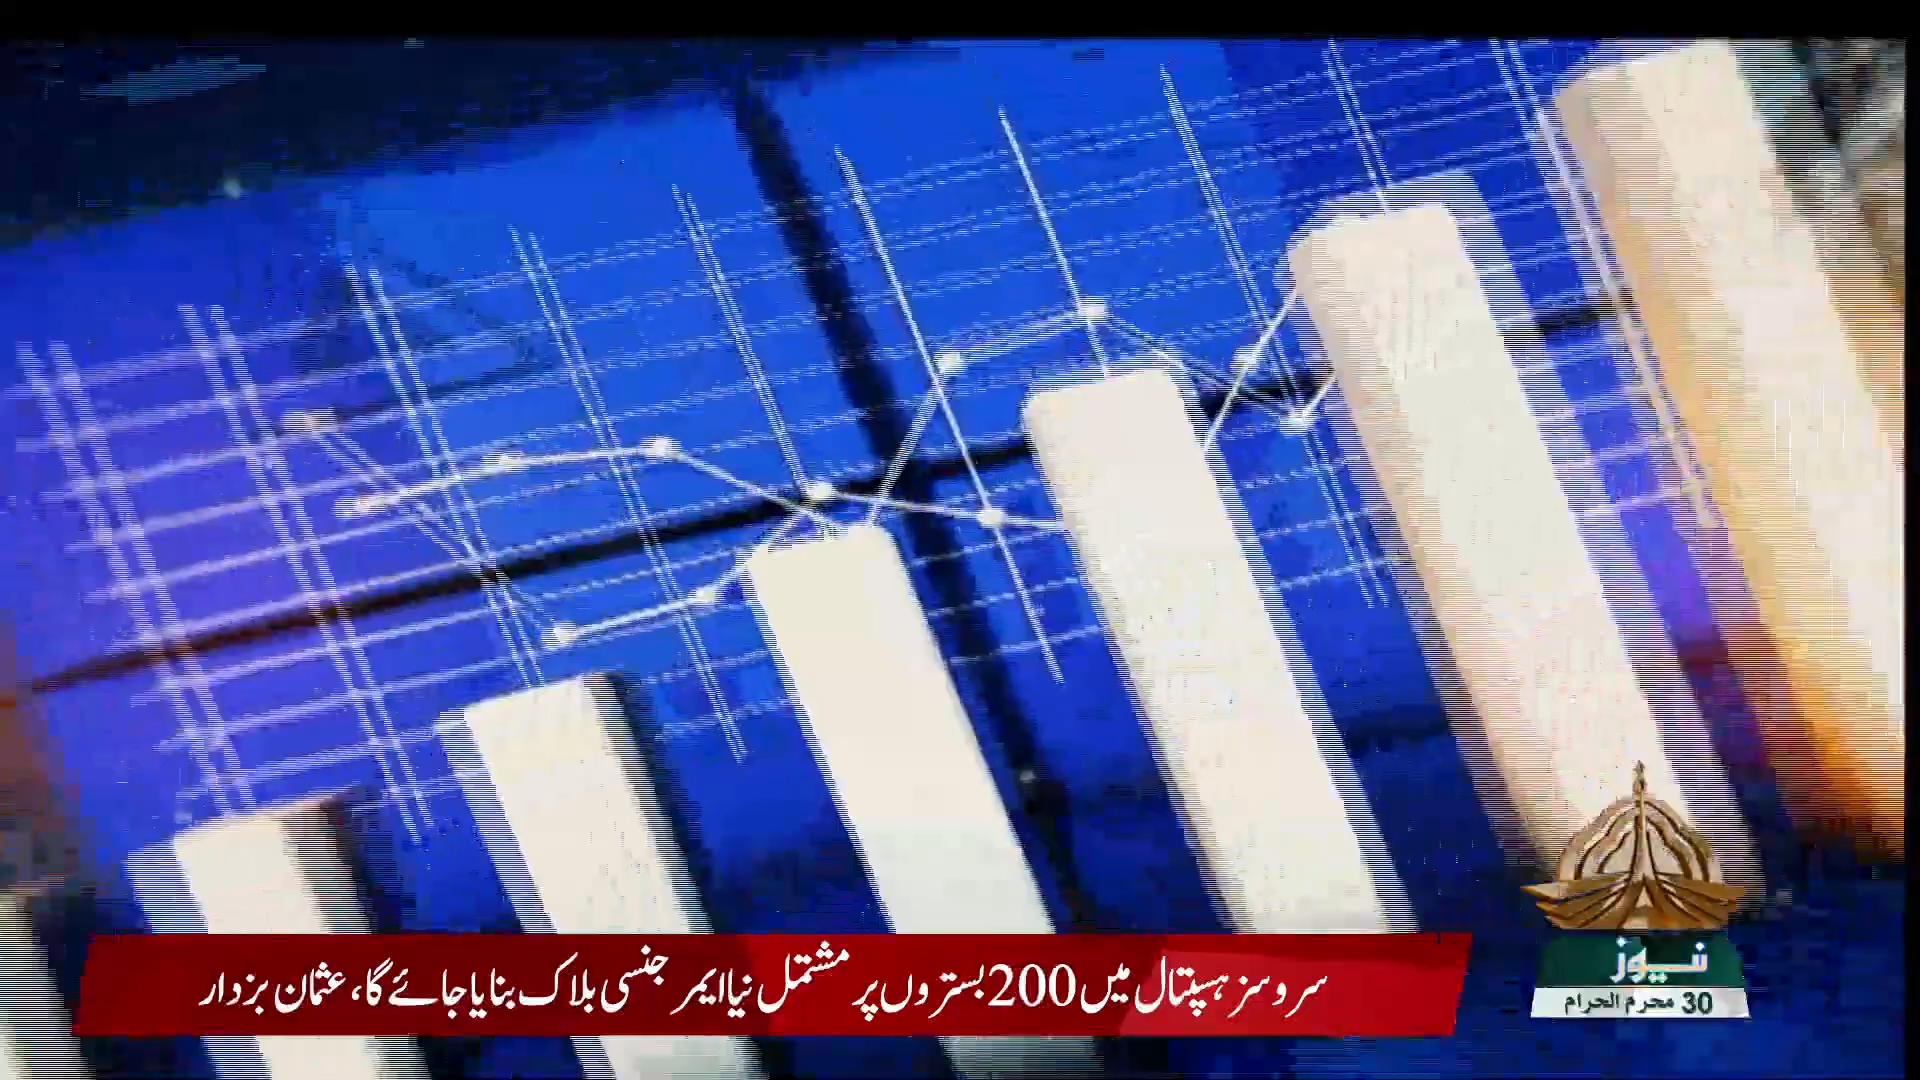 سروسز ہسپتال میں 200 بستروں پر مشتمل نیا ایمرجنسی بلاک بنایا جائے گا، عثمان بزدار
نیوز
30 محرم الحرام